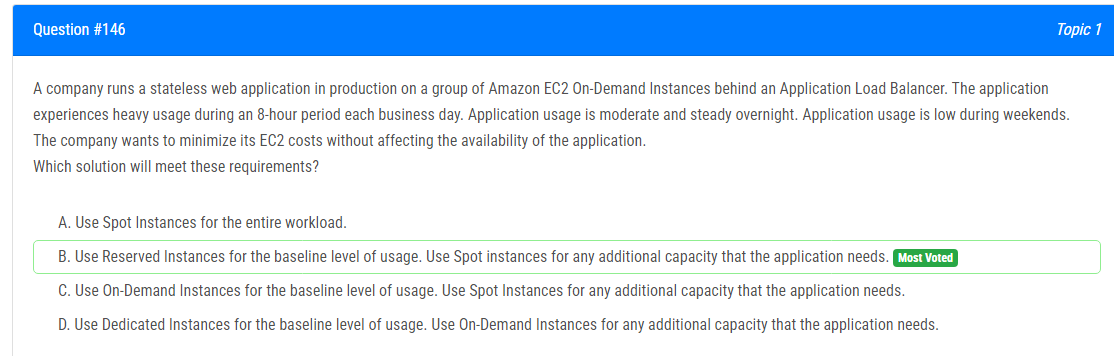 Question #146
Topic 1
A company runs a stateless web application in production on a group of Amazon EC2 On-Demand Instances behind an Application Load Balancer. The application
experiences heavy usage during an 8-hour period each business day. Application usage is moderate and steady overnight. Application usage is low during weekends.
The company wants to minimize its EC2 costs without affecting the availability of the application.
Which solution will meet these requirements?
A. Use Spot Instances for the entire workload.
B. Use Reserved Instances for the baseline level of usage. Use Spot instances for any additional capacity that the application needs. Most Voted
C. Use On-Demand Instances for the baseline level of usage. Use Spot Instances for any additional capacity that the application needs.
D. Use Dedicated Instances for the baseline level of usage. Use On-Demand Instances for any additional capacity that the application needs.